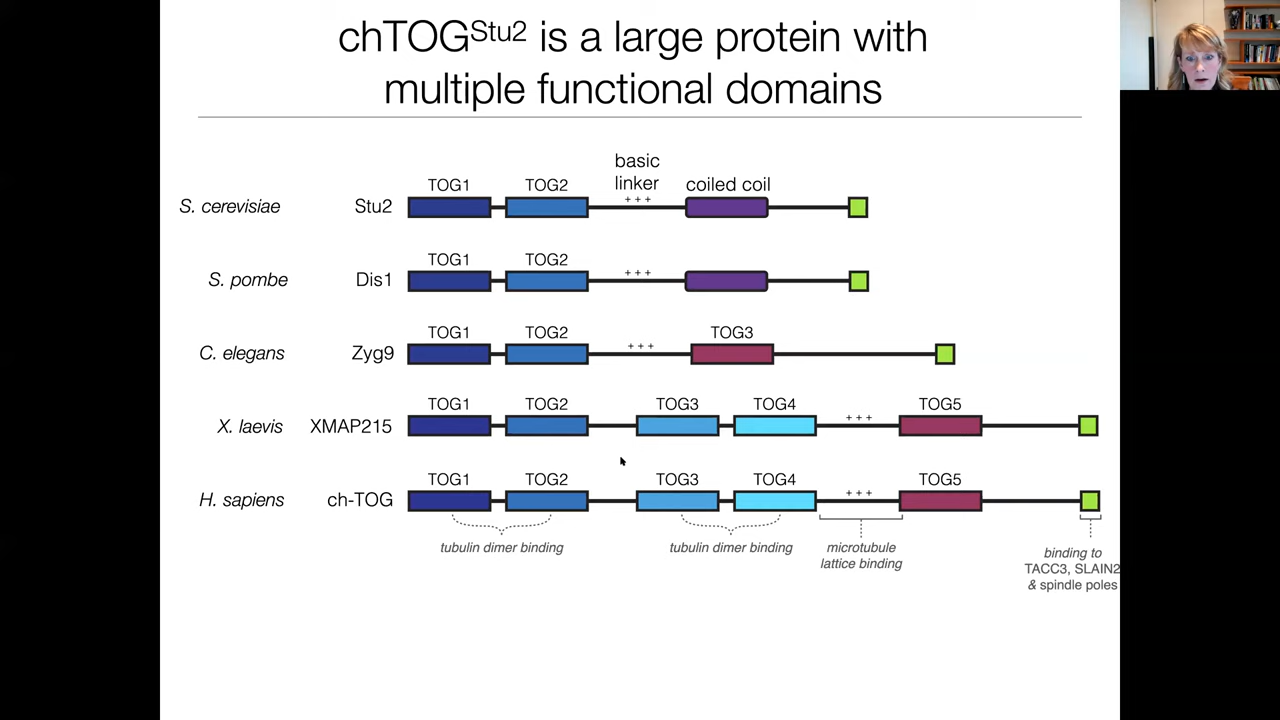 chTOGStu2 is a large protein with
multiple functional domains
basic
linker
TOG1 TOG2 coiled coil
+ + +
S. cerevisiae Stu2
TOG1 TOG2
+ + +
S. pombe Dis1
TOG1 TOG2 TOG3
+ + +
C. elegans Zyg9
TOG1 TOG2 TOG3 TOG4 TOG5
+ + +
X. laevis XMAP215
TOG1 TOG2 TOG3 TOG4 TOG5
+ + +
H. sapiens ch-TOG
tubulin dimer binding
tubulin dimer binding
microtubule
lattice binding
binding to
TACC3, SLAIN2
& spindle poles